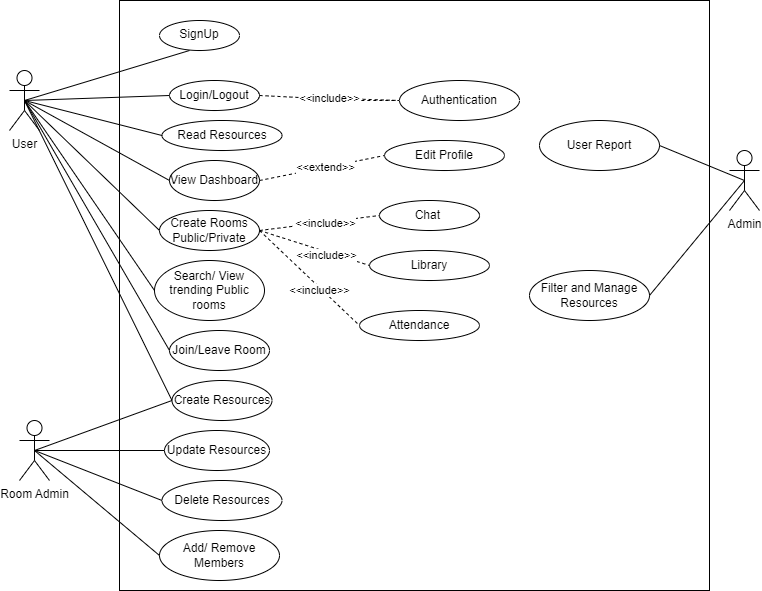 SignUp
Login/Logout
<<include>>
Authentication
User
Read Resources
User Report
View Dashboard
<<extend>>
Edit Profile
Admin
Create Rooms
Public/Private
<<include>>
Chat
<<include>>
Library
Search/ View
trending Public
rooms
<<include>>
Filter and Manage
Resources
Attendance
Join/Leave Room
Create Resources
Update Resources
Room Admin
Delete Resources
Add/ Remove
Members